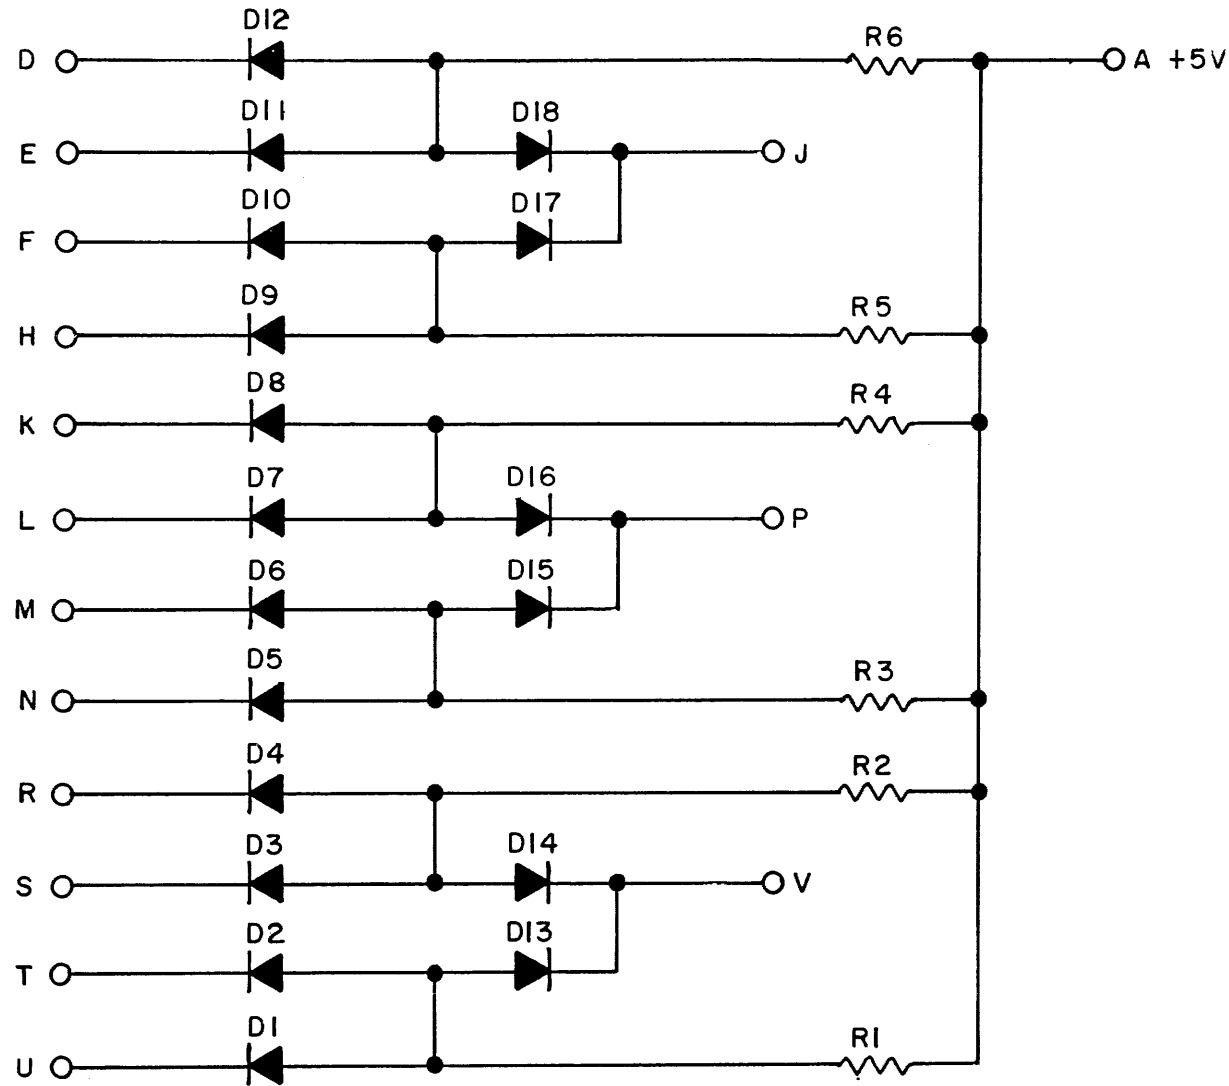 D12
R6
D A +5V
D11 D18
E J
D10 D17
F
D9 R5
H
D8 R4
K
D7 D16
L P
D6 D15
M
D5 R3
N
D4 R2
R
D3 D14
S V
D2 D13
T
D1 R1
U